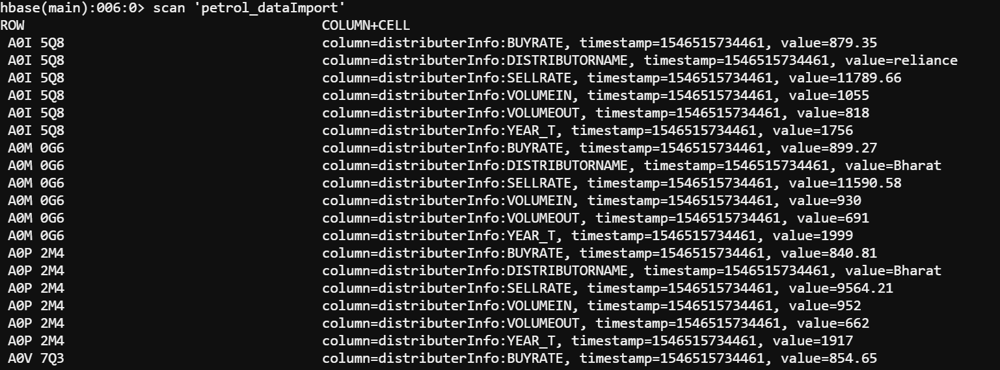 hbase(main):006:0> scan 'petrol_dataImport'
ROW COLUMN+CELL
A0I 5Q8 column=distributerInfo:BUYRATE, timestamp=1546515734461, value=879.35
A0I 5Q8 column=distributerInfo:DISTRIBUTORNAME, timestamp=1546515734461, value=reliance
A0I 5Q8 column=distributerInfo:SELLRATE, timestamp=1546515734461, value=11789.66
A0I 5Q8 column=distributerInfo:VOLUMEIN, timestamp=1546515734461, value=1055
A0I 5Q8 column=distributerInfo:VOLUMEOUT, timestamp=1546515734461, value=818
A0I 5Q8 column=distributerInfo:YEAR_T, timestamp=1546515734461, value=1756
A0M 0G6 column=distributerInfo:BUYRATE, timestamp=1546515734461, value=899.27
A0M 0G6 column=distributerInfo:DISTRIBUTORNAME, timestamp=1546515734461, value=Bharat
A0M 0G6 column=distributerInfo:SELLRATE, timestamp=1546515734461, value=11590.58
A0M 0G6 column=distributerInfo:VOLUMEIN, timestamp=1546515734461, value=930
A0M 0G6 column=distributerInfo:VOLUMEOUT, timestamp=1546515734461, value=691
A0M 0G6 column=distributerInfo:YEAR_T, timestamp=1546515734461, value=1999
A0P 2M4 column=distributerInfo:BUYRATE, timestamp=1546515734461, value=840.81
A0P 2M4 column=distributerInfo:DISTRIBUTORNAME, timestamp=1546515734461, value=Bharat
A0P 2M4 column=distributerInfo:SELLRATE, timestamp=1546515734461, value=9564.21
A0P 2M4 column=distributerInfo:VOLUMEIN, timestamp=1546515734461, value=952
A0P 2M4 column=distributerInfo:VOLUMEOUT, timestamp=1546515734461, value=662
A0P 2M4 column=distributerInfo:YEAR_T, timestamp=1546515734461, value=1917
A0V 7Q3 column=distributerInfo:BUYRATE, timestamp=1546515734461, value=854.65